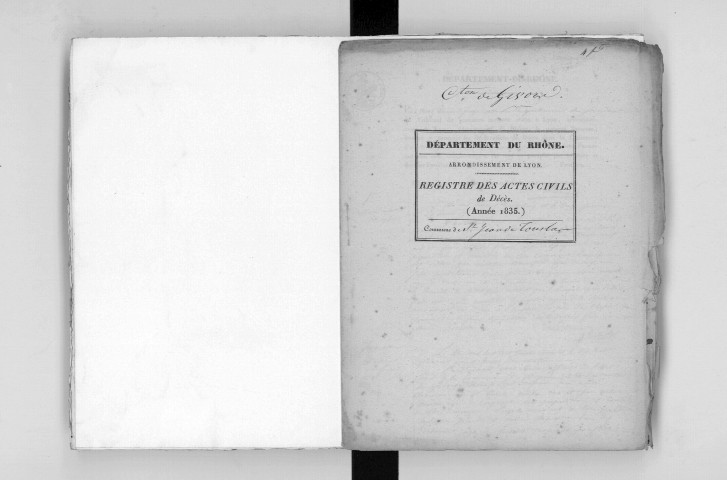 Cton de Givors.
DÉPARTEMENT DU RHÔNE.
ARRONDISSEMENT DE LYON.
REGISTRE DES ACTES CIVILS
de Décès.
(Année 1835.)
Commune de St Jean de Touslas